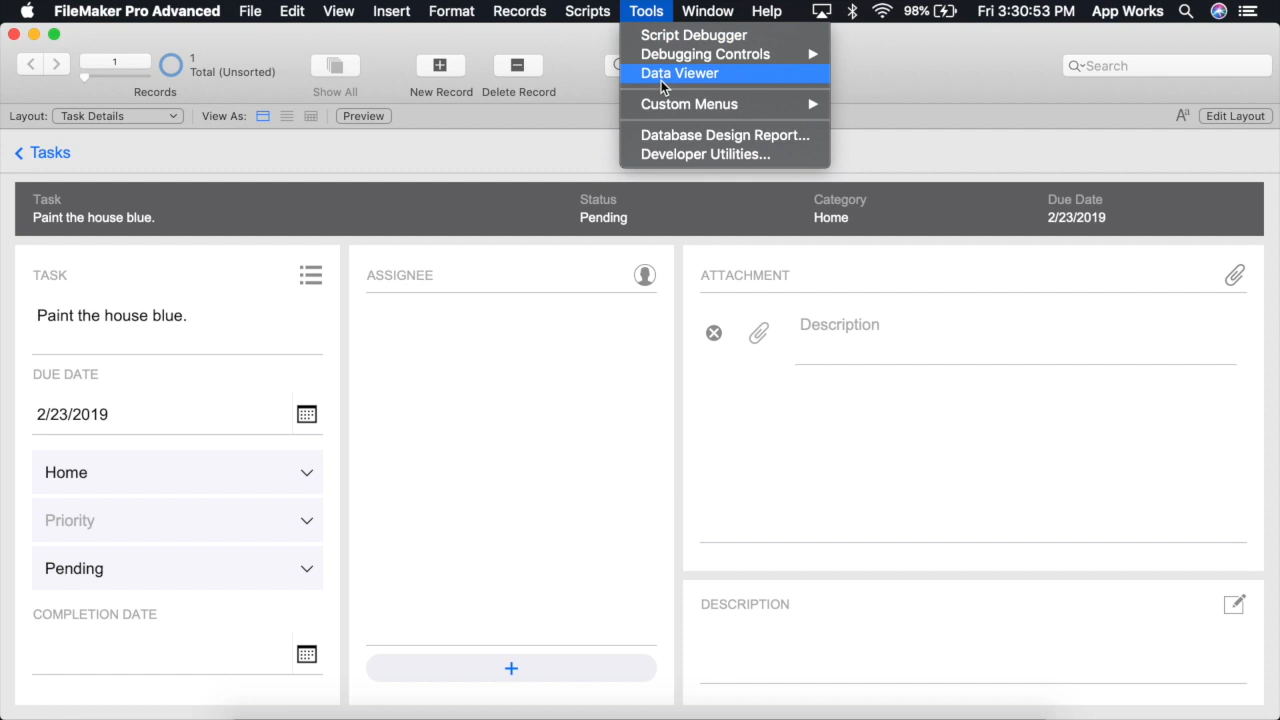 FileMaker Pro Advanced File Edit View Insert Format Records Scripts Tools Window Help 98% Fri 3:30:53 PM App Works
Script Debugger
Debugging Controls
Data Viewer
Custom Menus
Database Design Report...
Developer Utilities...
1
1
Total (Unsorted)
Records
Show All
New Record
Delete Record
Search
Layout: Task Details View As: Preview Aa Edit Layout
Tasks
Task Status Category Due Date
Paint the house blue. Pending Home 2/23/2019
TASK
Paint the house blue.
DUE DATE
2/23/2019
Home
Priority
Pending
COMPLETION DATE
ASSIGNEE
+
ATTACHMENT
Description
DESCRIPTION